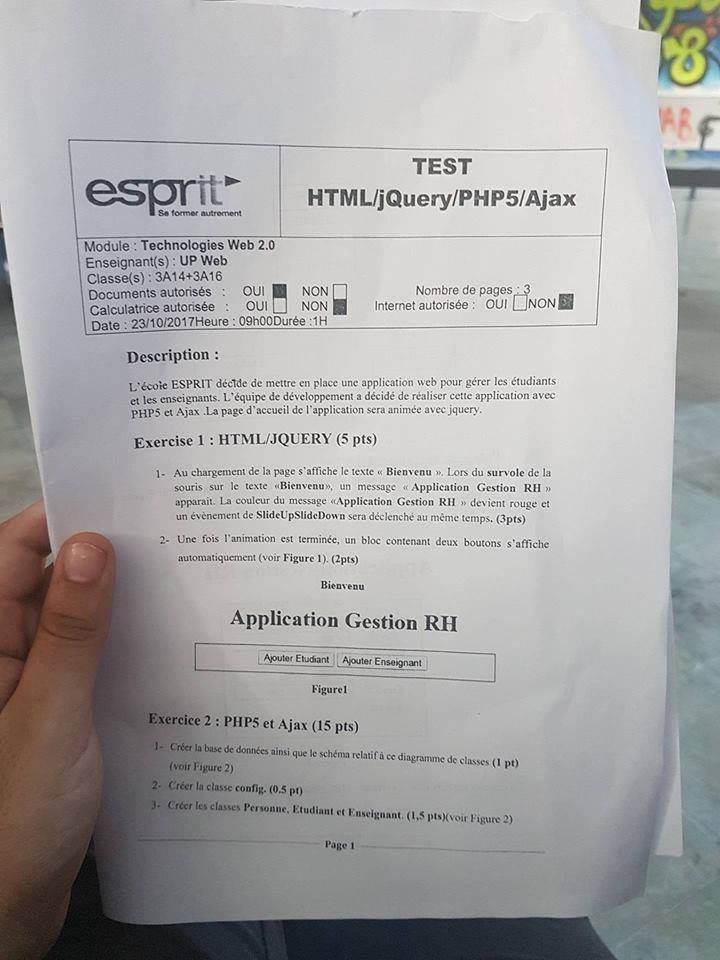 esprit
Se former autrement
TEST
HTML/jQuery/PHP5/Ajax
Module : Technologies Web 2.0
Enseignant(s) : UP Web
Classe(s) : 3A14+3A16
Documents autorisés : OUI NON Nombre de pages : 3
Calculatrice autorisée : OUI NON Internet autorisée : OUI NON
Date : 23/10/2017Heure : 09h00Durée :1H
Description :
L'école ESPRIT décide de mettre en place une application web pour gérer les étudiants
et les enseignants. L'équipe de développement a décidé de réaliser cette application avec
PHP5 et Ajax .La page d'accueil de l'application sera animée avec jquery.
Exercise 1 : HTML/JQUERY (5 pts)
1- Au chargement de la page s'affiche le texte « Bienvenu ». Lors du survole de la
souris sur le texte «Bienvenu», un message « Application Gestion RH »
apparait. La couleur du message «Application Gestion RH » devient rouge et
un évènement de SlideUpSlideDown sera déclenché au même temps. (3pts)
2- Une fois l'animation est terminée, un bloc contenant deux boutons s'affiche
automatiquement (voir Figure 1). (2pts)
Bienvenu
Application Gestion RH
Ajouter Etudiant Ajouter Enseignant
Figure1
Exercice 2 : PHP5 et Ajax (15 pts)
1- Créer la base de données ainsi que le schéma relatif à ce diagramme de classes (1 pt)
(voir Figure 2)
2- Créer la classe config. (0.5 pt)
3- Créer les classes Personne, Etudiant et Enseignant. (1,5 pts)(voir Figure 2)
Page 1